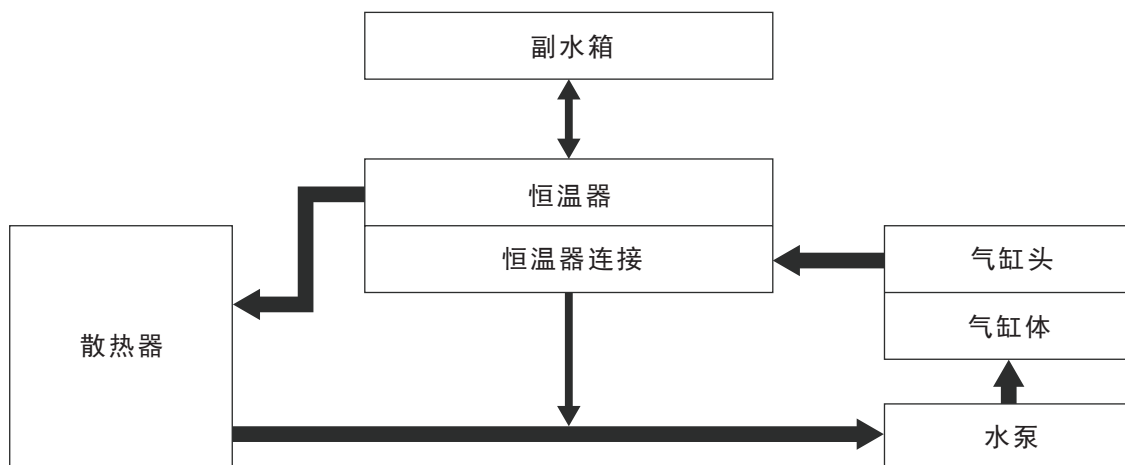 副水箱
恒温器
恒温器连接
气缸头
气缸体
散热器
水泵